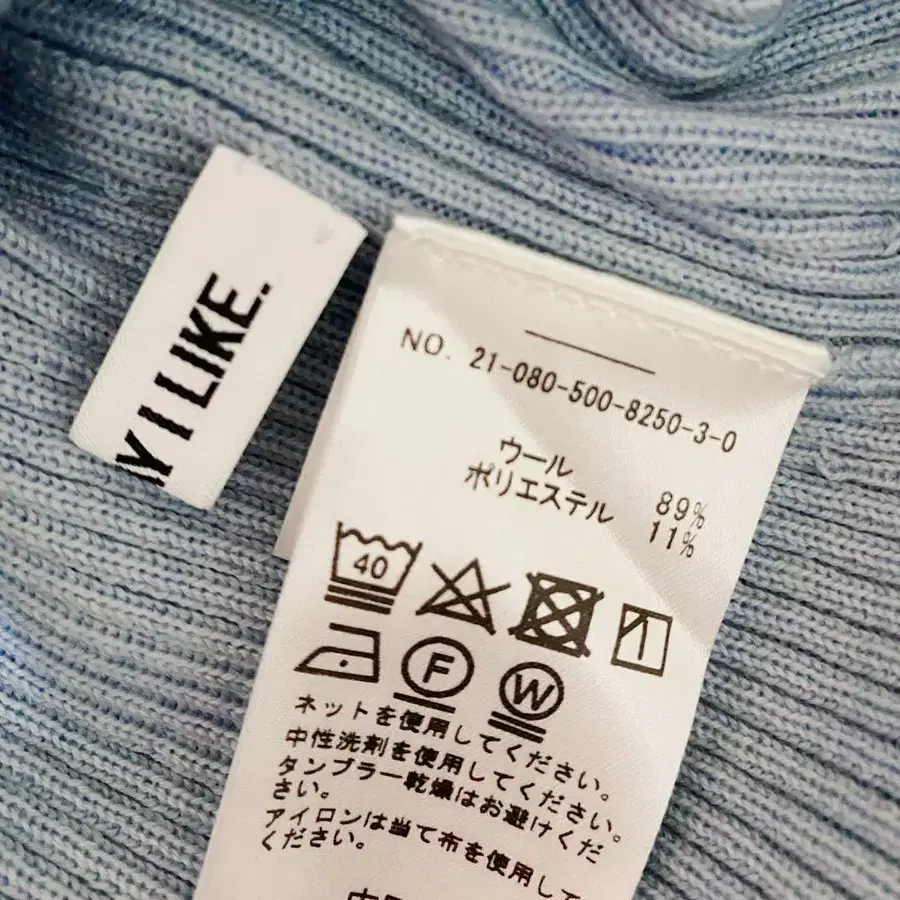 Y I LIKE.
NO. 21-080-500-8250-3-0
ウール 89%
ポリエステル 11%
40
F
W
ネットを使用してください。
中性洗剤を使用してください。
タンブラー乾燥はお避けくだ
さい。
アイロンは当て布を使用して
ください。